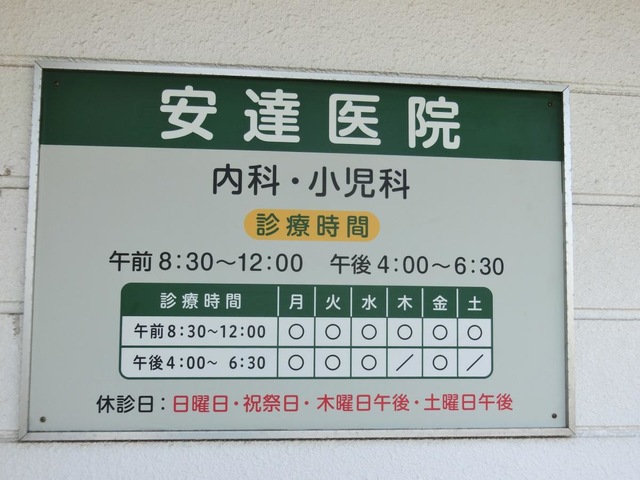 安達医院
内科・小児科
診療時間
午前8:30〜12:00 午後4:00〜6:30
診療時間 月 火 水 木 金 土
午前8:30〜12:00 ○ ○ ○ ○ ○ ○
午後4:00〜 6:30 ○ ○ ○ ／ ○ ／
休診日：日曜日・祝祭日・木曜日午後・土曜日午後